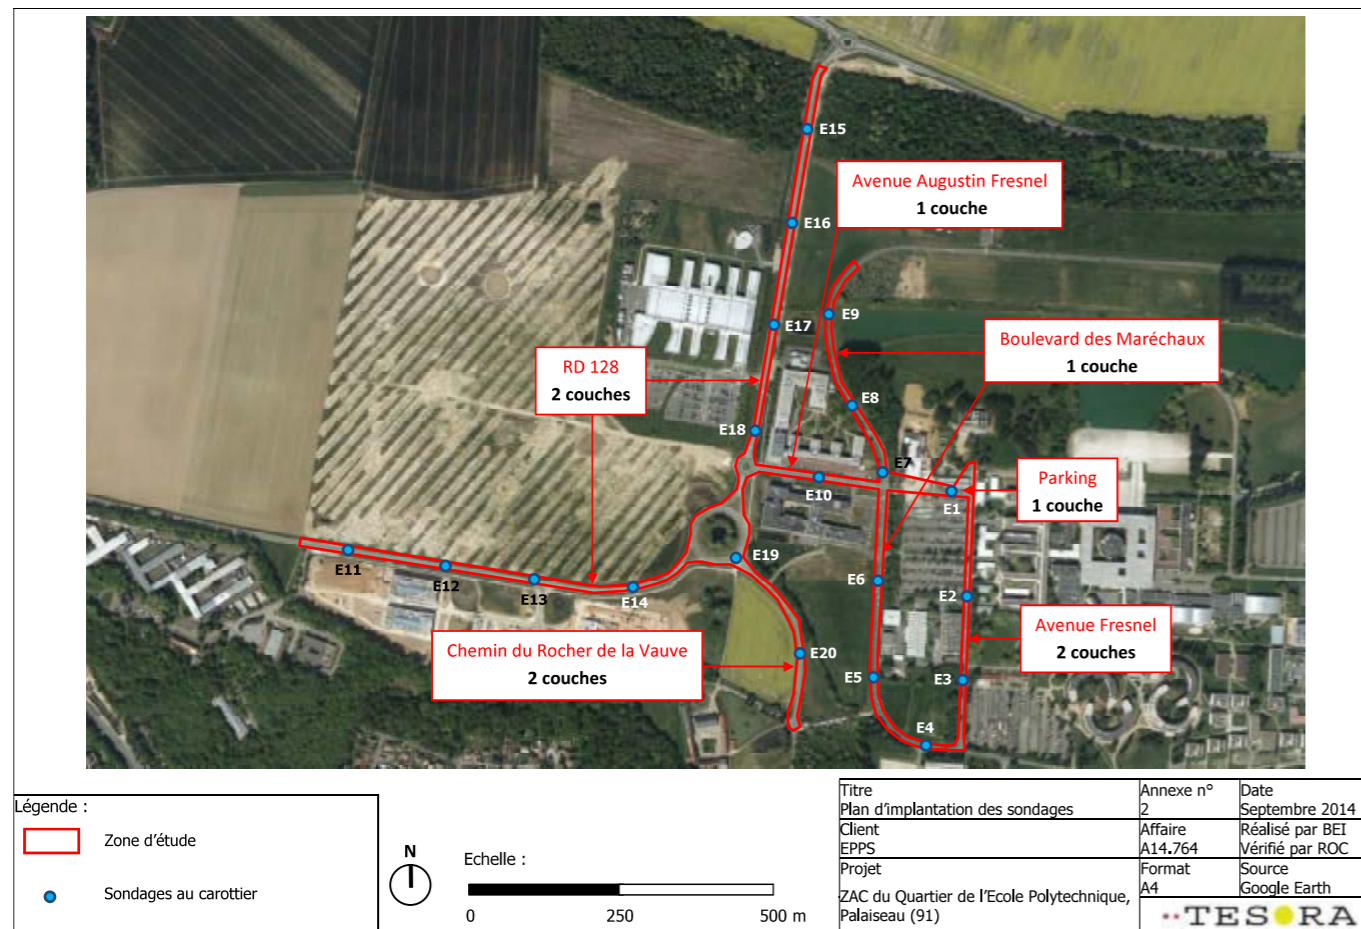 E15
Avenue Augustin Fresnel
1 couche
E16
E9
E17
Boulevard des Maréchaux
1 couche
RD 128
2 couches
E8
E18
E7
E10
Parking
1 couche
E1
E19
E11
E12
E13
E14
E6
E2
Avenue Fresnel
2 couches
Chemin du Rocher de la Vauve
2 couches
E20
E5
E3
E4
Légende :
Zone d'étude
Sondages au carottier
N
Echelle :
0 250 500 m
Titre
Plan d'implantation des sondages
Annexe n°
2
Date
Septembre 2014
Client
EPPS
Affaire
A14.764
Réalisé par BEI
Vérifié par ROC
Projet
ZAC du Quartier de l'Ecole Polytechnique,
Palaiseau (91)
Format
A4
Source
Google Earth
TESORA